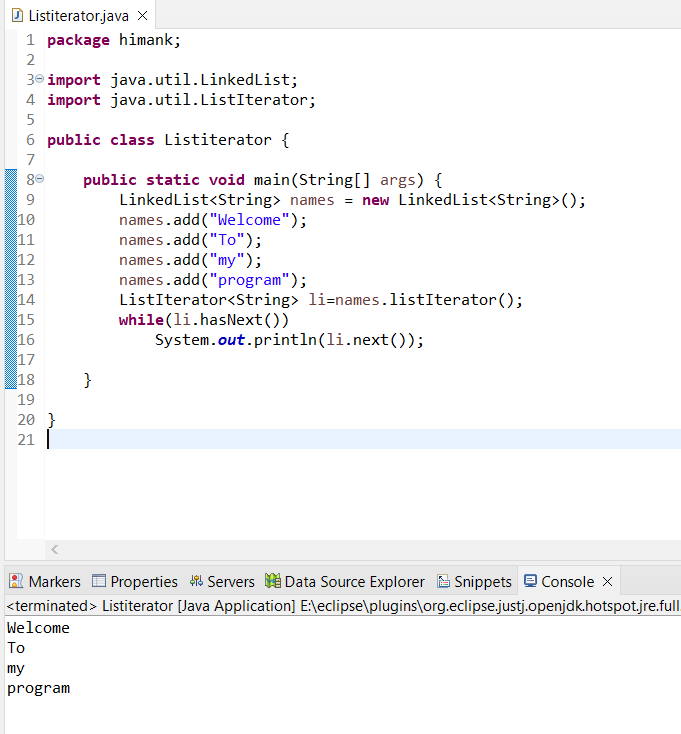 Listiterator.java
1 package himank;
2
3 import java.util.LinkedList;
4 import java.util.ListIterator;
5
6 public class Listiterator {
7
8     public static void main(String[] args) {
9         LinkedList<String> names = new LinkedList<String>();
10         names.add("Welcome");
11         names.add("To");
12         names.add("my");
13         names.add("program");
14         ListIterator<String> li=names.listIterator();
15         while(li.hasNext())
16             System.out.println(li.next());
17
18     }
19
20 }
21
Markers Properties Servers Data Source Explorer Snippets Console
<terminated> Listiterator [Java Application] E:\eclipse\plugins\org.eclipse.justj.openjdk.hotspot.jre.full.
Welcome
To
my
program